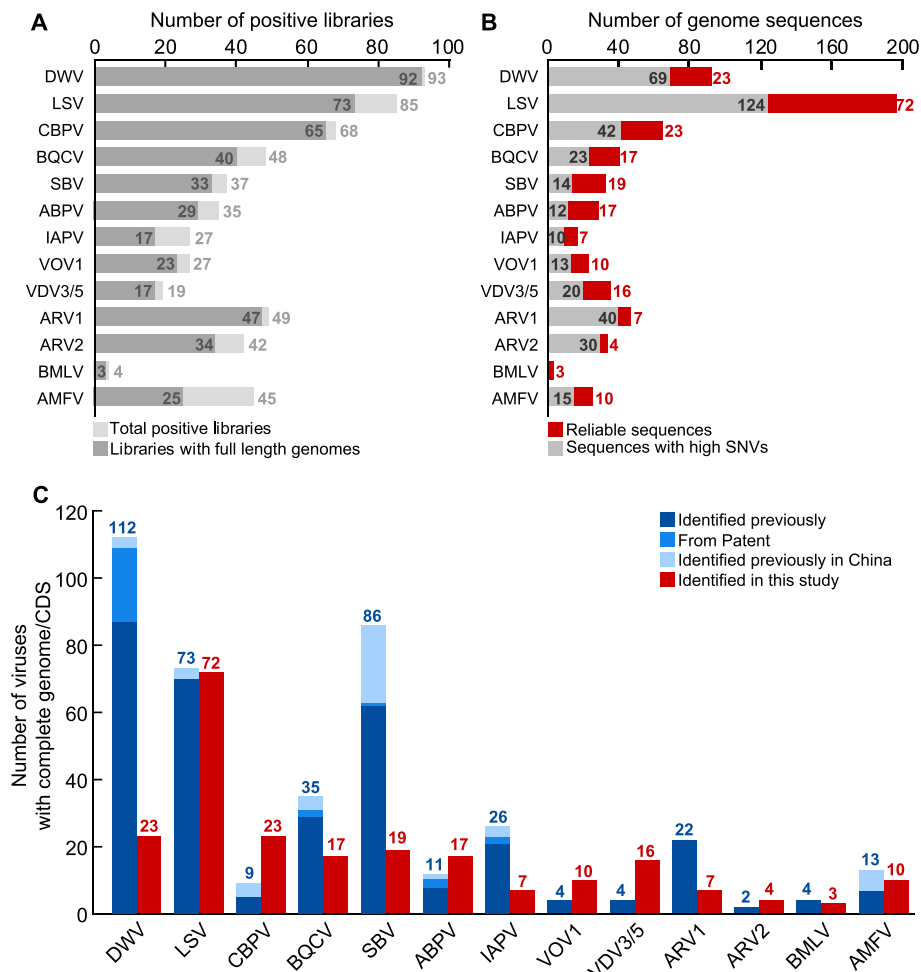 A
Number of positive libraries
0 20 40 60 80 100
DWV 92 93
LSV 73 85
CBPV 65 68
BQCV 40 48
SBV 33 37
ABPV 29 35
IAPV 17 27
VOV1 23 27
VDV3/5 17 19
ARV1 47 49
ARV2 34 42
BMLV 3 4
AMFV 25 45
Total positive libraries
Libraries with full length genomes
B
Number of genome sequences
0 40 80 120 160 200
DWV 69 23
LSV 124 72
CBPV 42 23
BQCV 23 17
SBV 14 19
ABPV 12 17
IAPV 10 7
VOV1 13 10
VDV3/5 20 16
ARV1 40 7
ARV2 30 4
BMLV 3
AMFV 15 10
Reliable sequences
Sequences with high SNVs
C
Number of viruses
with complete genome/CDS
120
100
80
60
40
20
0
Identified previously
From Patent
Identified previously in China
Identified in this study
112 23
73 72
9 23
35 17
86 19
11 17
26 7
4 10
4 16
22 7
2 4
4 3
13 10
DWV LSV CBPV BQCV SBV ABPV IAPV VOV1 VDV3/5 ARV1 ARV2 BMLV AMFV